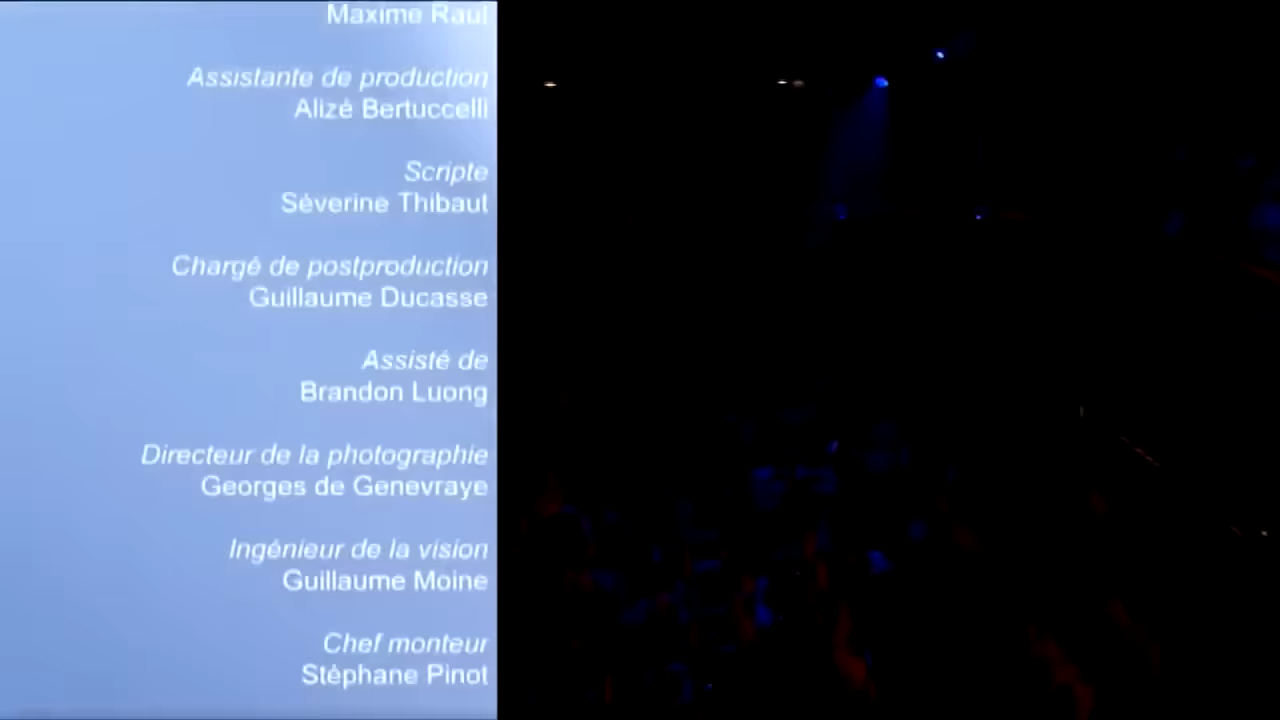 Maxime Raul
Assistante de production
Alizé Bertuccelli
Scripte
Séverine Thibaut
Chargé de postproduction
Guillaume Ducasse
Assisté de
Brandon Luong
Directeur de la photographie
Georges de Genevraye
Ingénieur de la vision
Guillaume Moine
Chef monteur
Stéphane Pinot